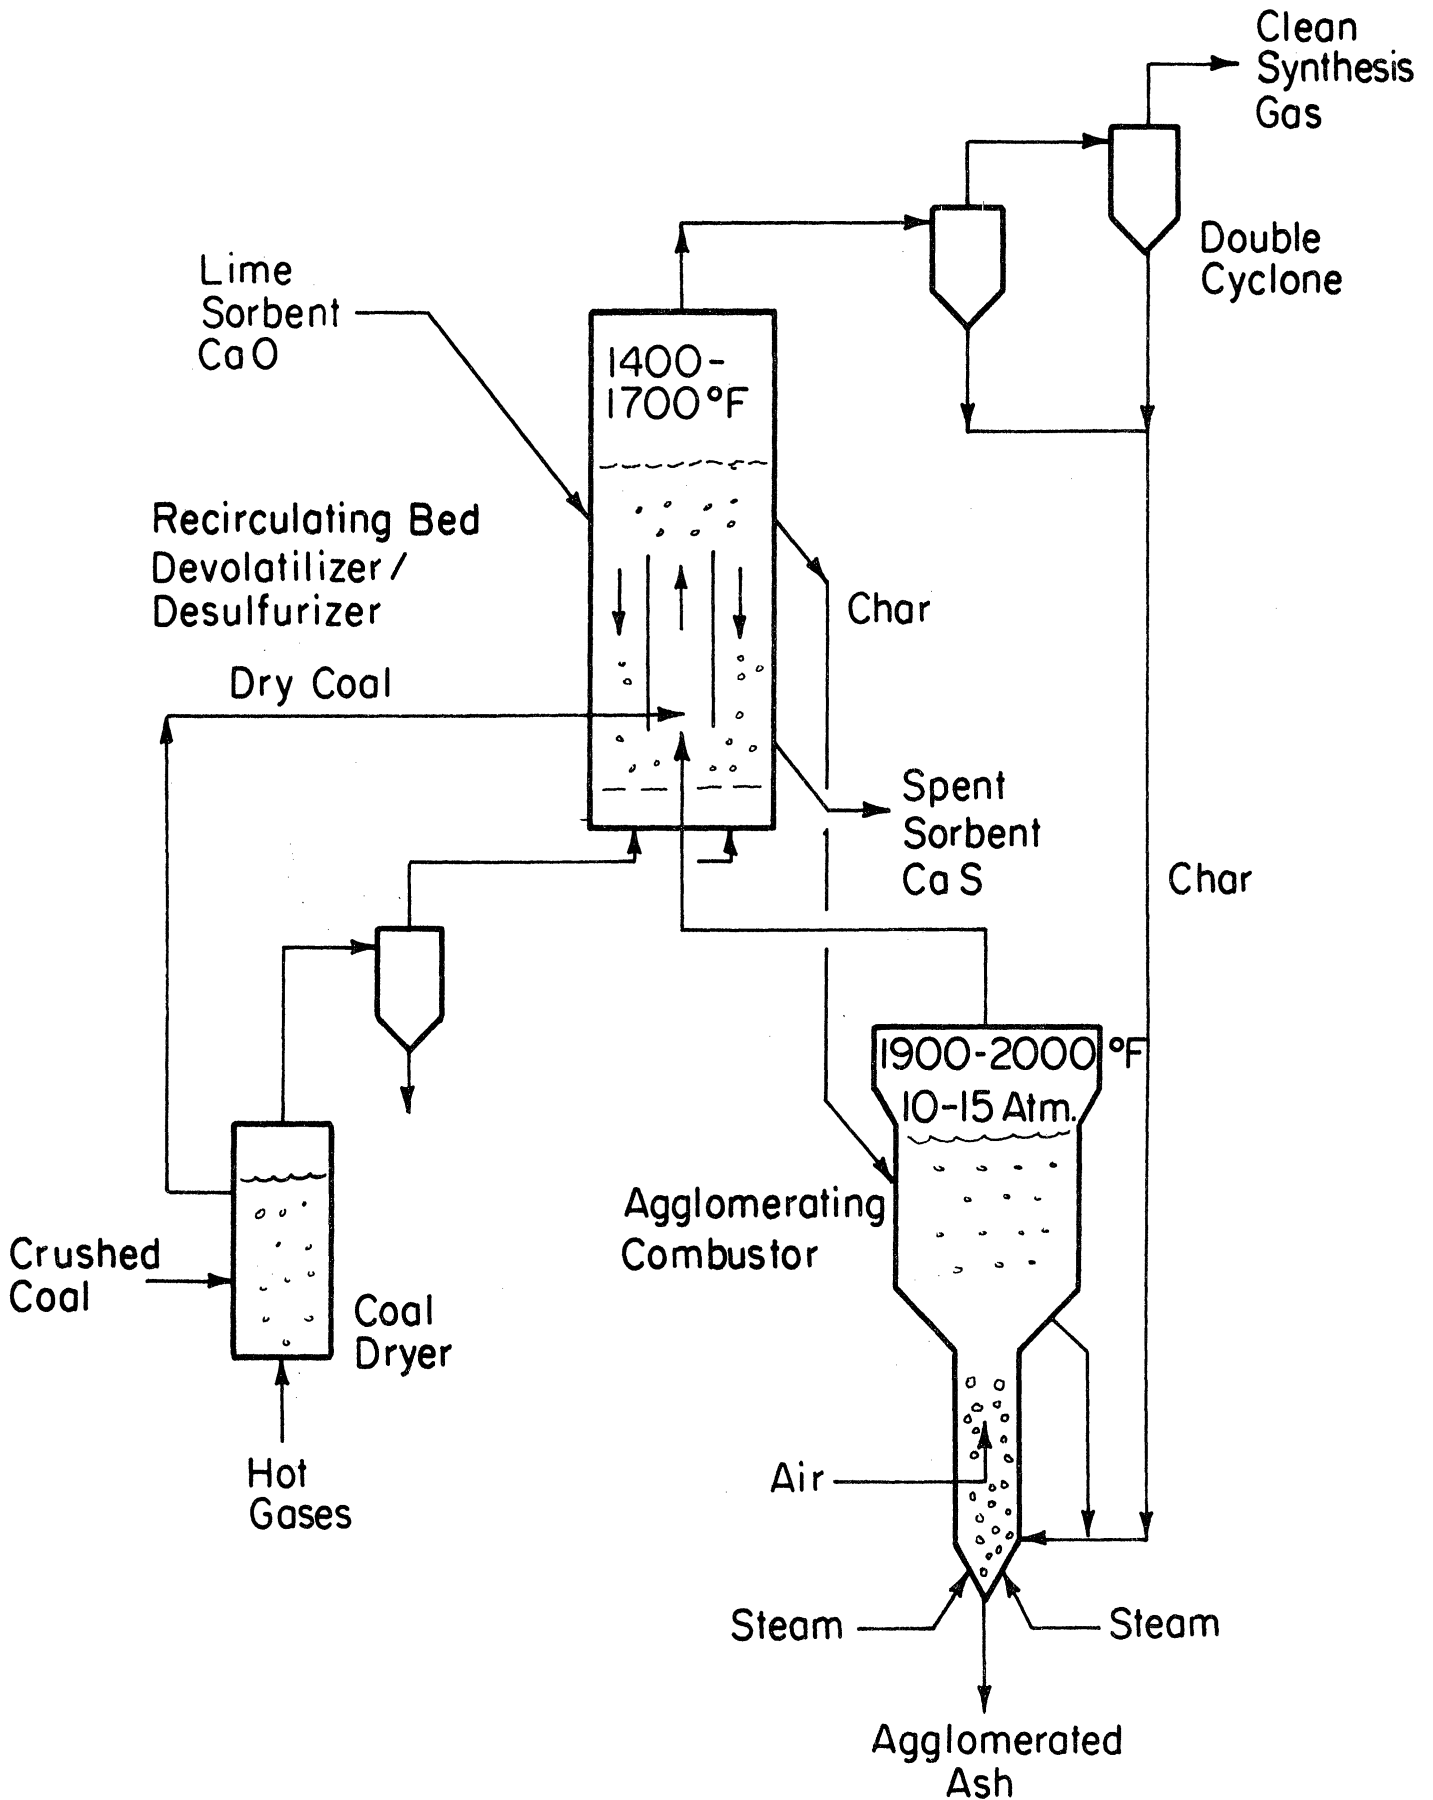 Clean
Synthesis
Gas
Double
Cyclone
Lime
Sorbent
CaO
1400-
1700°F
Recirculating Bed
Devolatilizer/
Desulfurizer
Char
Dry Coal
Spent
Sorbent
CaS
Char
1900-2000°F
10-15 Atm.
Agglomerating
Combustor
Crushed
Coal
Coal
Dryer
Hot
Gases
Air
Steam
Steam
Agglomerated
Ash